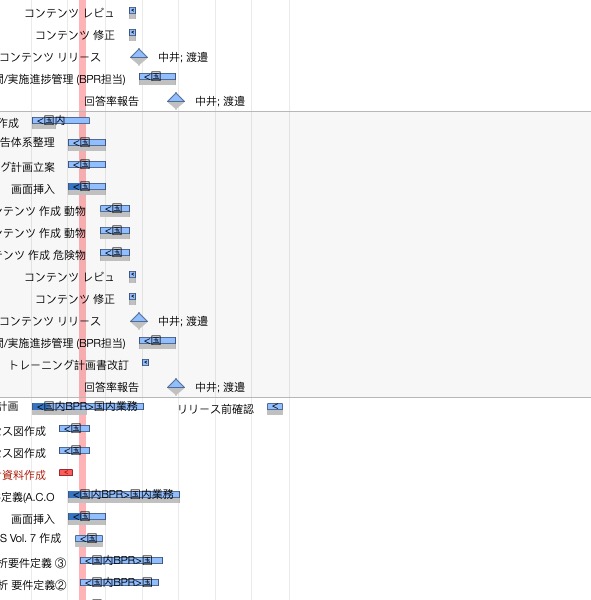 コンテンツ レビュ
コンテンツ 修正
コンテンツ リリース 中井; 渡邉
/実施進捗管理 (BPR担当) <国
回答率報告 中井; 渡邉
作成 <国内
告体系整理 <国
グ計画立案 <国
画面挿入 <国
ンテンツ 作成 動物 <国
ンテンツ 作成 動物 <国
テンツ 作成 危険物 <国
コンテンツ レビュ
コンテンツ 修正
コンテンツ リリース 中井; 渡邉
/実施進捗管理 (BPR担当) <国
トレーニング計画書改訂
回答率報告 中井; 渡邉
計画 <国内BPR>国内業務 リリース前確認 <
ス図作成 <国
ス図作成 <国
資料作成
定義(A.C.O <国内BPR>国内業務
画面挿入 <国
S Vol. 7 作成 <国
析要件定義 ③ <国内BPR>国
析 要件定義② <国内BPR>国